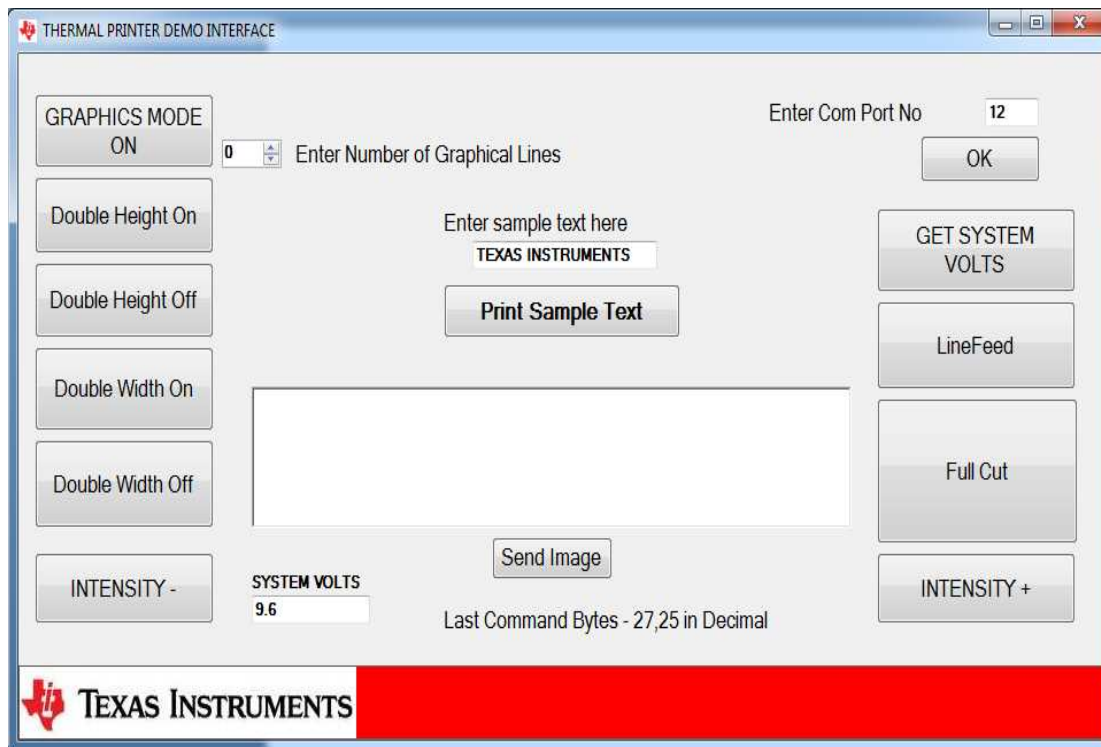 THERMAL PRINTER DEMO INTERFACE
GRAPHICS MODE
ON
0
Enter Number of Graphical Lines
Enter Com Port No
12
OK
Double Height On
Enter sample text here
TEXAS INSTRUMENTS
Print Sample Text
GET SYSTEM
VOLTS
Double Height Off
LineFeed
Double Width On
Double Width Off
Full Cut
Send Image
INTENSITY -
SYSTEM VOLTS
9.6
Last Command Bytes - 27,25 in Decimal
INTENSITY +
TEXAS INSTRUMENTS